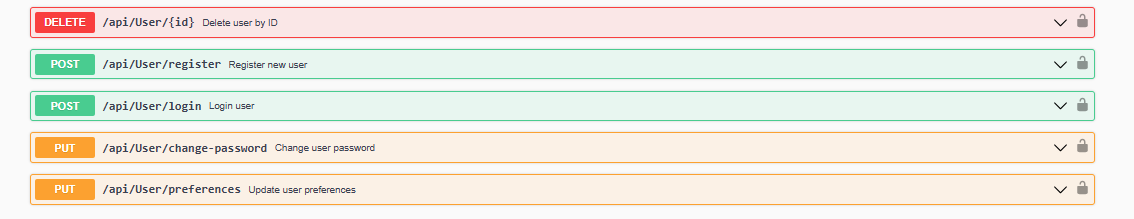 DELETE /api/User/{id} Delete user by ID
POST /api/User/register Register new user
POST /api/User/login Login user
PUT /api/User/change-password Change user password
PUT /api/User/preferences Update user preferences